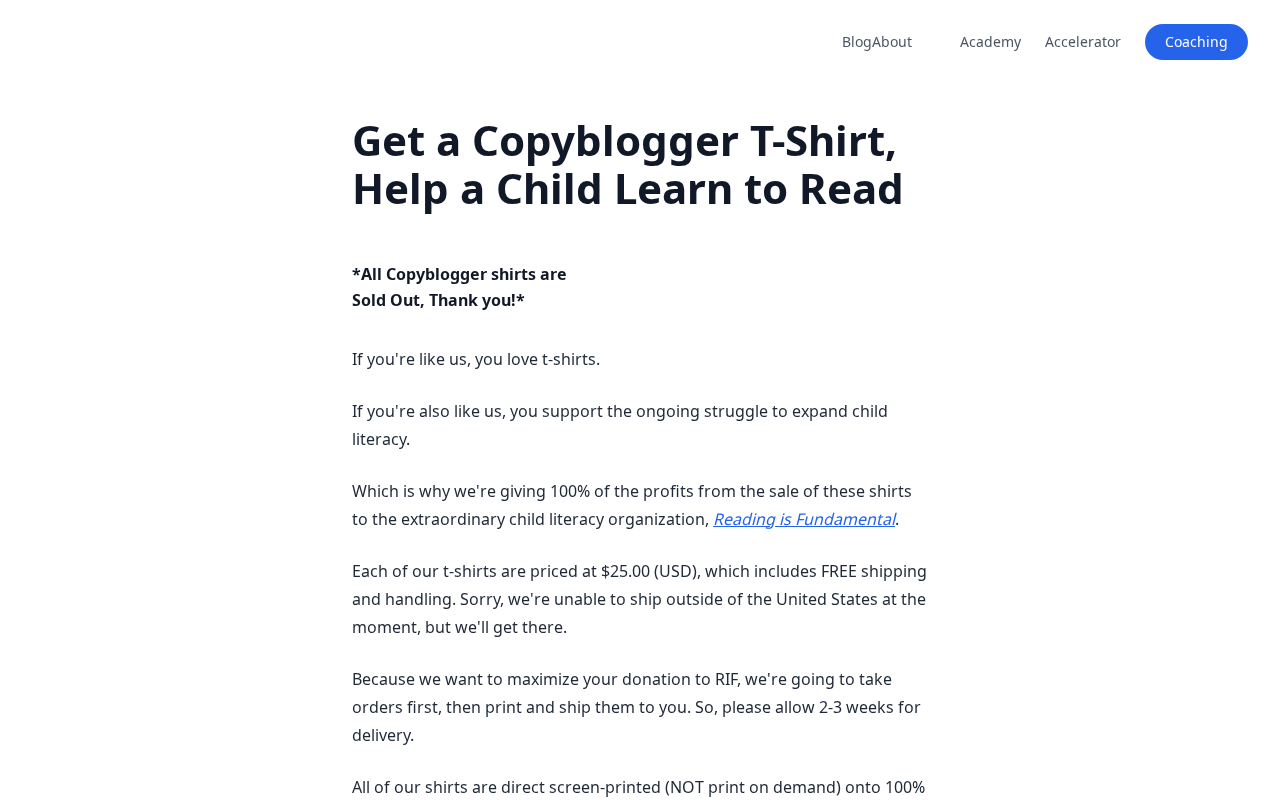 BlogAbout Academy Accelerator Coaching
Get a Copyblogger T-Shirt,
Help a Child Learn to Read
*All Copyblogger shirts are
Sold Out, Thank you!*
If you're like us, you love t-shirts.
If you're also like us, you support the ongoing struggle to expand child
literacy.
Which is why we're giving 100% of the profits from the sale of these shirts
to the extraordinary child literacy organization, Reading is Fundamental.
Each of our t-shirts are priced at $25.00 (USD), which includes FREE shipping
and handling. Sorry, we're unable to ship outside of the United States at the
moment, but we'll get there.
Because we want to maximize your donation to RIF, we're going to take
orders first, then print and ship them to you. So, please allow 2-3 weeks for
delivery.
All of our shirts are direct screen-printed (NOT print on demand) onto 100%